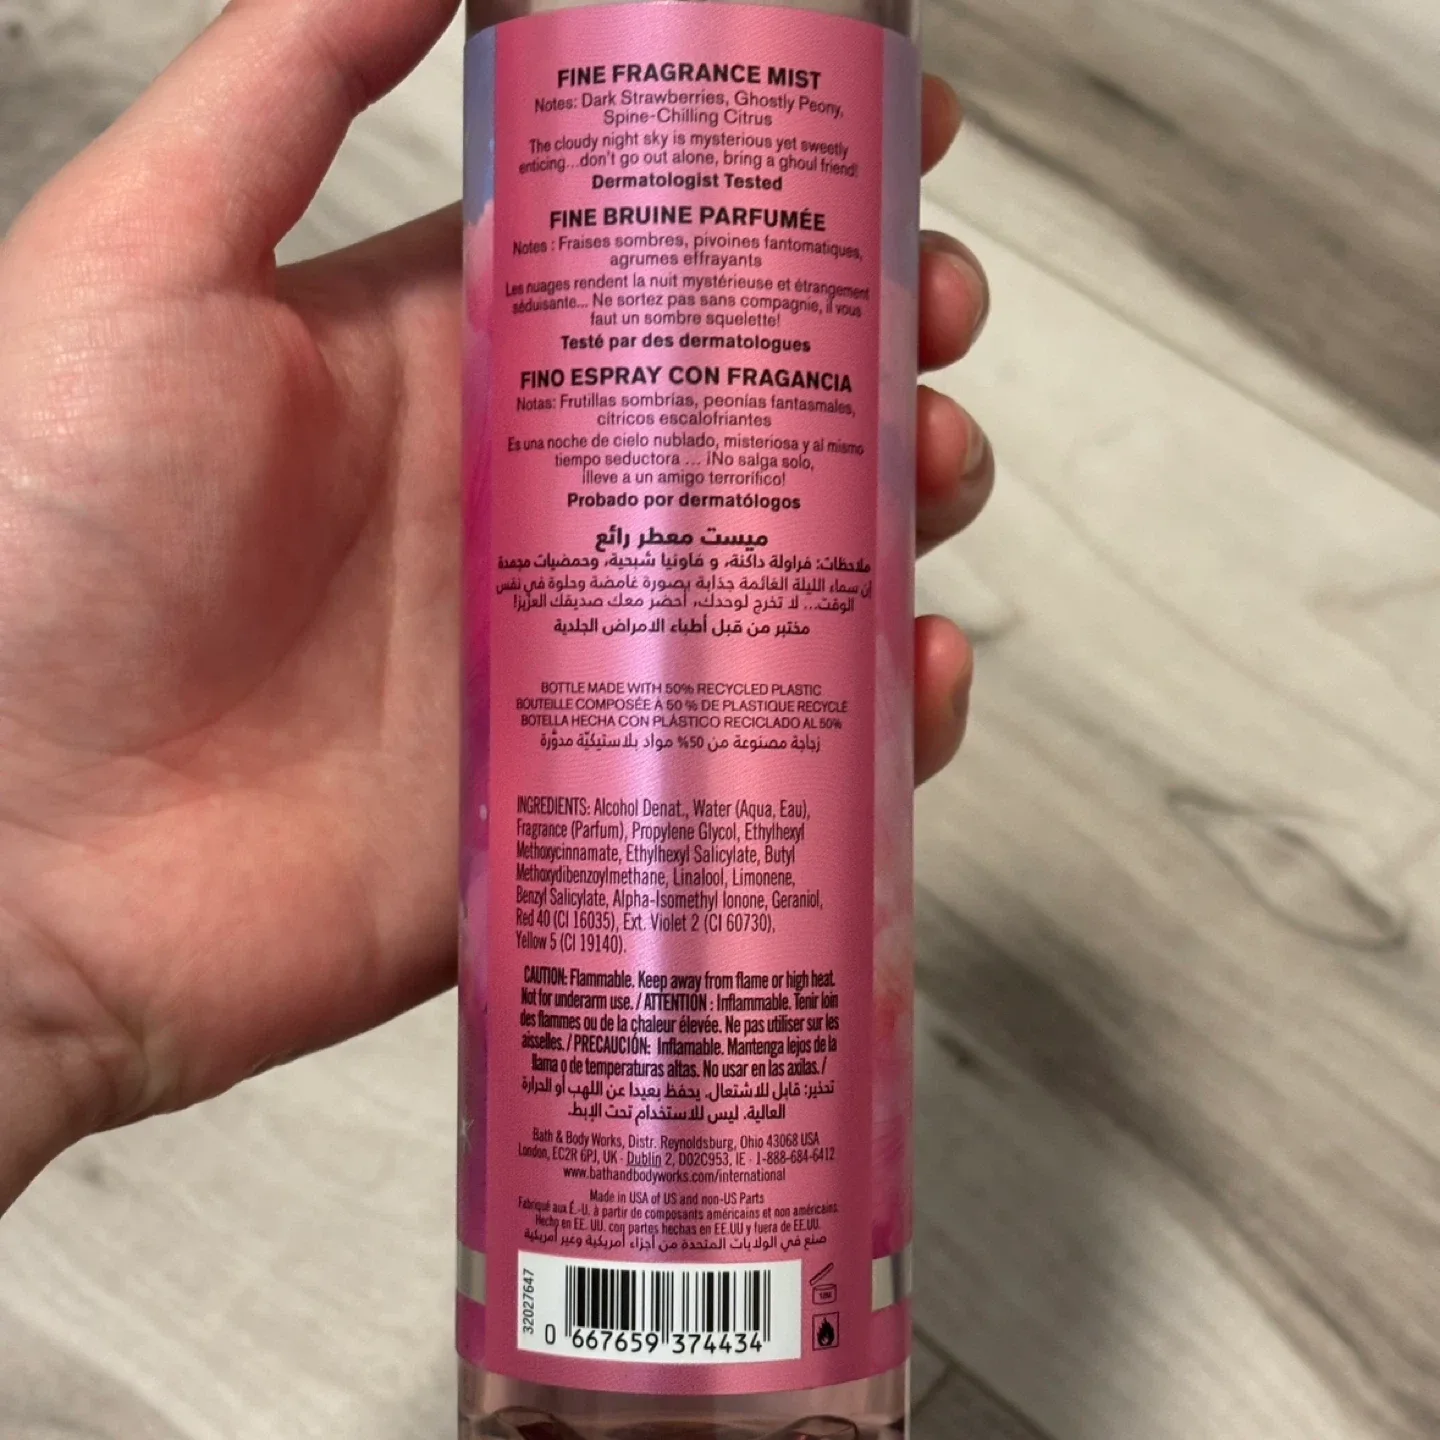 FINE FRAGRANCE MIST
Notes: Dark Strawberries, Ghostly Peony,
Spine-Chilling Citrus
The cloudy night sky is mysterious yet sweetly
enticing...don't go out alone, bring a ghoul friend!
Dermatologist Tested
FINE BRUINE PARFUMÉE
Notes : Fraises sombres, pivoines fantomatiques,
agrumes effrayants
Les nuages rendent la nuit mystérieuse et étrangement
séduisante... Ne sortez pas sans compagnie, il vous
faut un sombre squelette!
Testé par des dermatologues
FINO ESPRAY CON FRAGANCIA
Notas: Frutillas sombrías, peonías fantasmales,
cítricos escalofriantes
Es una noche de cielo nublado, misteriosa y al mismo
tiempo seductora ... ¡No salga solo,
¡lleve a un amigo terrorífico!
Probado por dermatólogos
ميست معطر رائع
ملاحظات: فراولة داكنة، و فاونيا شبحية، وحمضيات مجمدة
إن سماء الليلة الغائمة جذابة بصورة غامضة وحلوة في نفس
الوقت... لا تخرج لوحدك، أحضر معك صديقك العزيز!
مختبر من قبل أطباء الامراض الجلدية
BOTTLE MADE WITH 50% RECYCLED PLASTIC
BOUTEILLE COMPOSÉE À 50 % DE PLASTIQUE RECYCLÉ
BOTELLA HECHA CON PLÁSTICO RECICLADO AL 50%
زجاجة مصنوعة من 50% مواد بلاستيكيّة مدوَّرة
INGREDIENTS: Alcohol Denat., Water (Aqua, Eau),
Fragrance (Parfum), Propylene Glycol, Ethylhexyl
Methoxycinnamate, Ethylhexyl Salicylate, Butyl
Methoxydibenzoylmethane, Linalool, Limonene,
Benzyl Salicylate, Alpha-Isomethyl Ionone, Geraniol,
Red 40 (CI 16035), Ext. Violet 2 (CI 60730),
Yellow 5 (CI 19140).
CAUTION: Flammable. Keep away from flame or high heat.
Not for underarm use. / ATTENTION : Inflammable. Tenir loin
des flammes ou de la chaleur élevée. Ne pas utiliser sur les
aisselles. / PRECAUCIÓN: Inflamable. Mantenga lejos de la
llama o de temperaturas altas. No usar en las axilas. /
تحذير: قابل للاشتعال. يحفظ بعيدا عن اللهب أو الحرارة
العالية. ليس للاستخدام تحت الإبط.
Bath & Body Works, Distr. Reynoldsburg, Ohio 43068 USA
London, EC2R 6PJ, UK - Dublin 2, D02C953, IE - 1-888-684-6412
www.bathandbodyworks.com/international
Made in USA of US and non-US Parts
Fabriqué aux É.-U. à partir de composants américains et non américains
Hecho en EE. UU. con partes hechas en EE.UU y fuera de EE.UU.
صنع في الولايات المتحدة من أجزاء أمريكية وغير أمريكية
32027647
0 667659 374434
12M